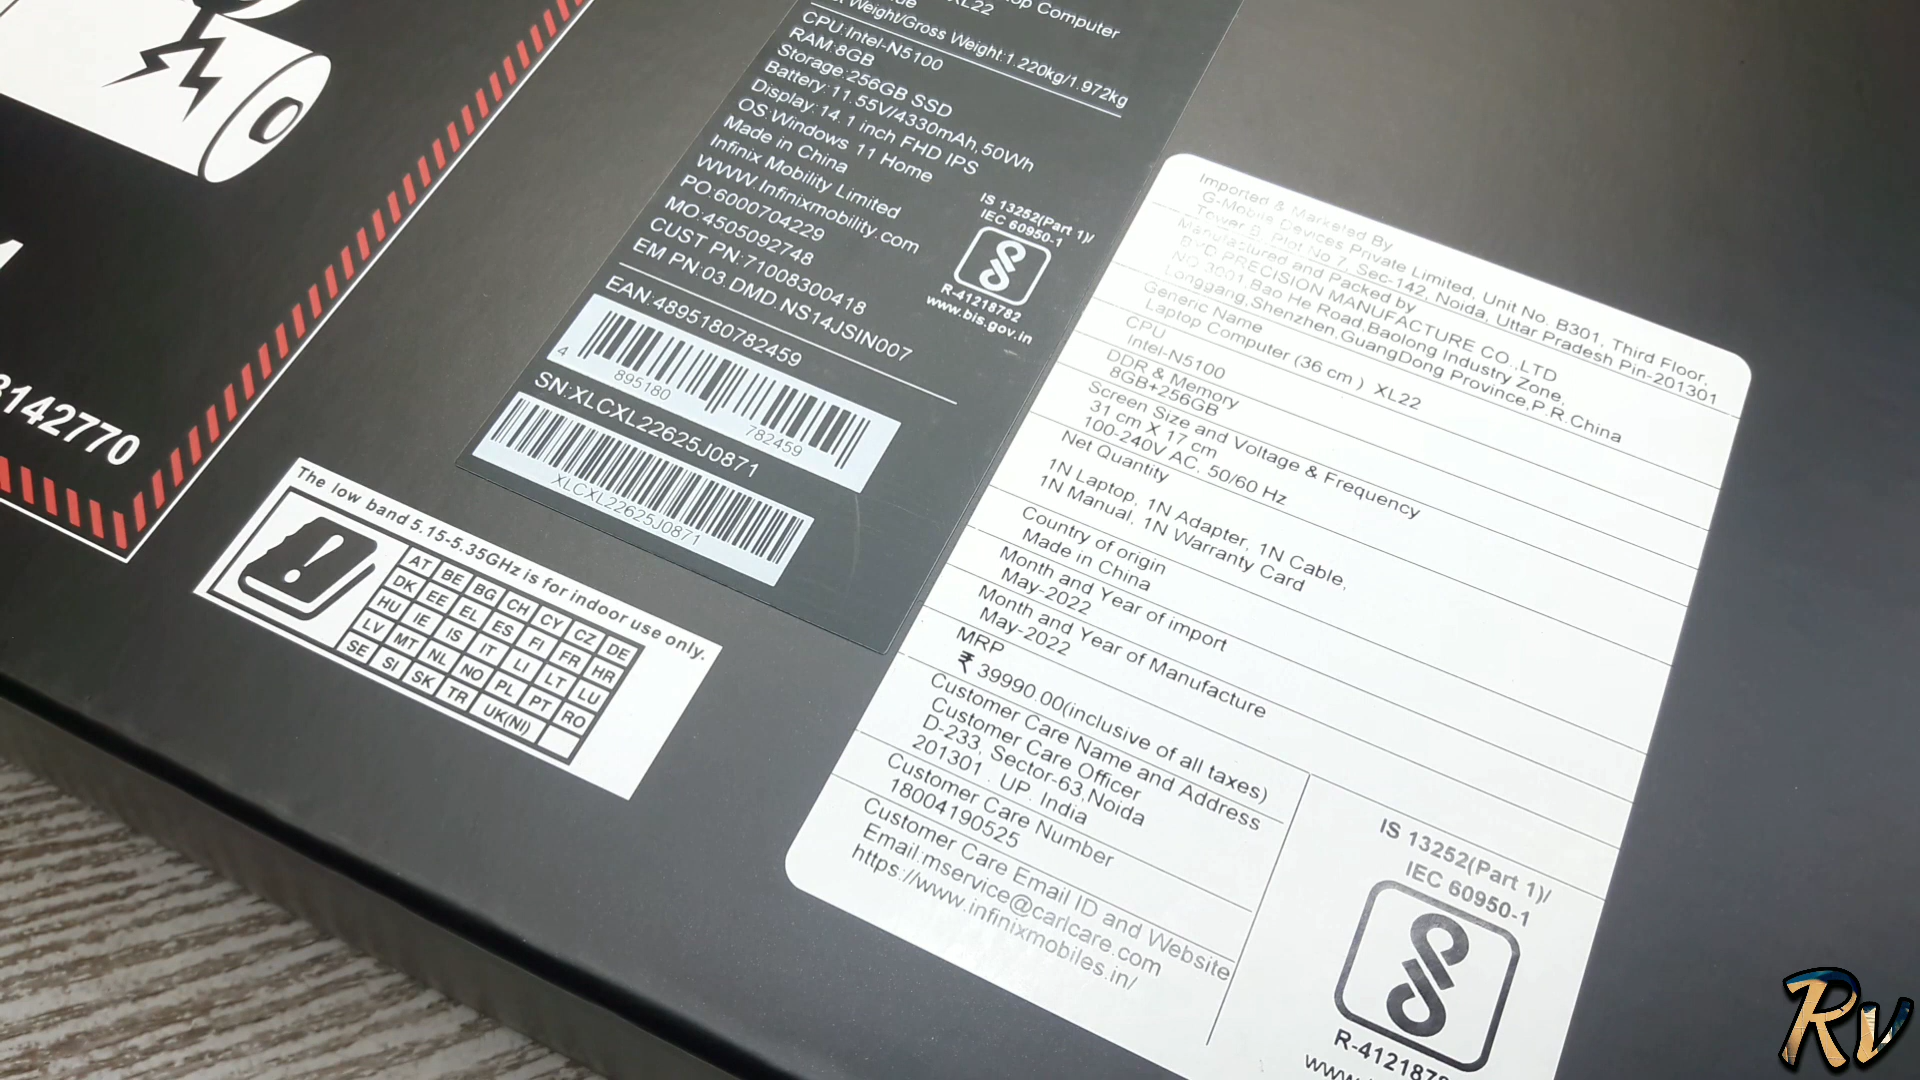 3142770
op Computer
XL22
Weight/Gross Weight:1.220kg/1.972kg
CPU:Intel-N5100
RAM:8GB
Storage:256GB SSD
Battery:11.55V/4330mAh,50Wh
Display:14.1 inch FHD IPS
OS:Windows 11 Home
Made in China
Infinix Mobility Limited
WWW.Infinixmobility.com
PO:6000704229
MO:4505092748
CUST PN:71008300418
EM PN:03.DMD.NS14JSIN007
IS 13252(Part 1)/
IEC 60950-1
R-41218782
www.bis.gov.in
EAN:4895180782459
4 895180 782459
SN:XLCXL22625J0871
XLCXL22625J0871
The low band 5.15-5.35GHz is for indoor use only.
AT BE BG CH CY CZ DE
DK EE EL ES FI FR HR
HU IE IS IT LI LT LU
LV MT NL NO PL PT RO
SE SI SK TR UK(NI)
Imported & Marketed By
G-Mobile Devices Private Limited, Unit No. B301, Third Floor,
Tower B, Plot No 7, Sec-142, Noida, Uttar Pradesh Pin-201301
Manufactured and Packed by
BYD PRECISION MANUFACTURE CO.,LTD
NO.3001,Bao He Road,Baolong Industry Zone,
Longgang,Shenzhen,GuangDong Province,P.R.China
Generic Name
Laptop Computer (36 cm ) XL22
CPU
Intel-N5100
DDR & Memory
8GB+256GB
Screen Size and Voltage & Frequency
31 cm X 17 cm
100-240V AC, 50/60 Hz
Net Quantity
1N Laptop, 1N Adapter, 1N Cable,
1N Manual, 1N Warranty Card
Country of origin
Made in China
Month and Year of import
May-2022
Month and Year of Manufacture
May-2022
MRP
₹ 39990.00(inclusive of all taxes)
Customer Care Name and Address
Customer Care Officer
D-233, Sector-63,Noida
201301 . UP. India
Customer Care Number
18004190525
Customer Care Email ID and Website
Email:mservice@carlcare.com
https://www.infinixmobiles.in/
IS 13252(Part 1)/
IEC 60950-1
R-4121878
www.
Rv